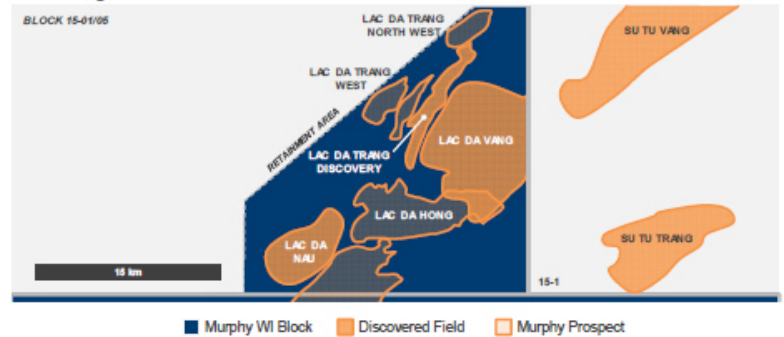 BLOCK 15-01/05
LAC DA TRANG
NORTH WEST
SU TU VANG
LAC DA TRANG
WEST
RETAINMENT AREA
LAC DA VANG
LAC DA TRANG
DISCOVERY
LAC DA HONG
LAC DA
NAU
SU TU TRANG
15 km
15-1
Murphy WI Block
Discovered Field
Murphy Prospect